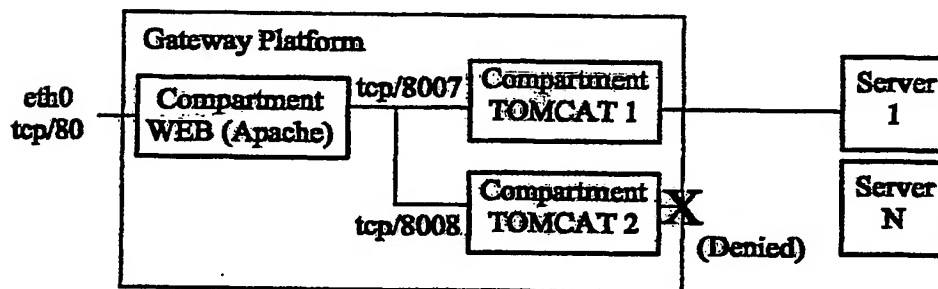 Gateway Platform
eth0
tcp/80
Compartment
WEB (Apache)
tcp/8007
Compartment
TOMCAT 1
Server
1
tcp/8008
Compartment
TOMCAT 2
X
(Denied)
Server
N